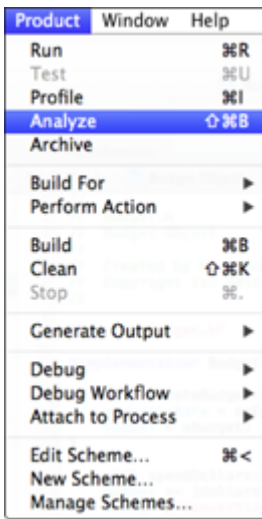 Product Window Help
Run ⌘R
Test ⌘U
Profile ⌘I
Analyze ⇧⌘B
Archive
Build For ▶
Perform Action ▶
Build ⌘B
Clean ⇧⌘K
Stop ⌘.
Generate Output ▶
Debug ▶
Debug Workflow ▶
Attach to Process ▶
Edit Scheme... ⌘<
New Scheme...
Manage Schemes...